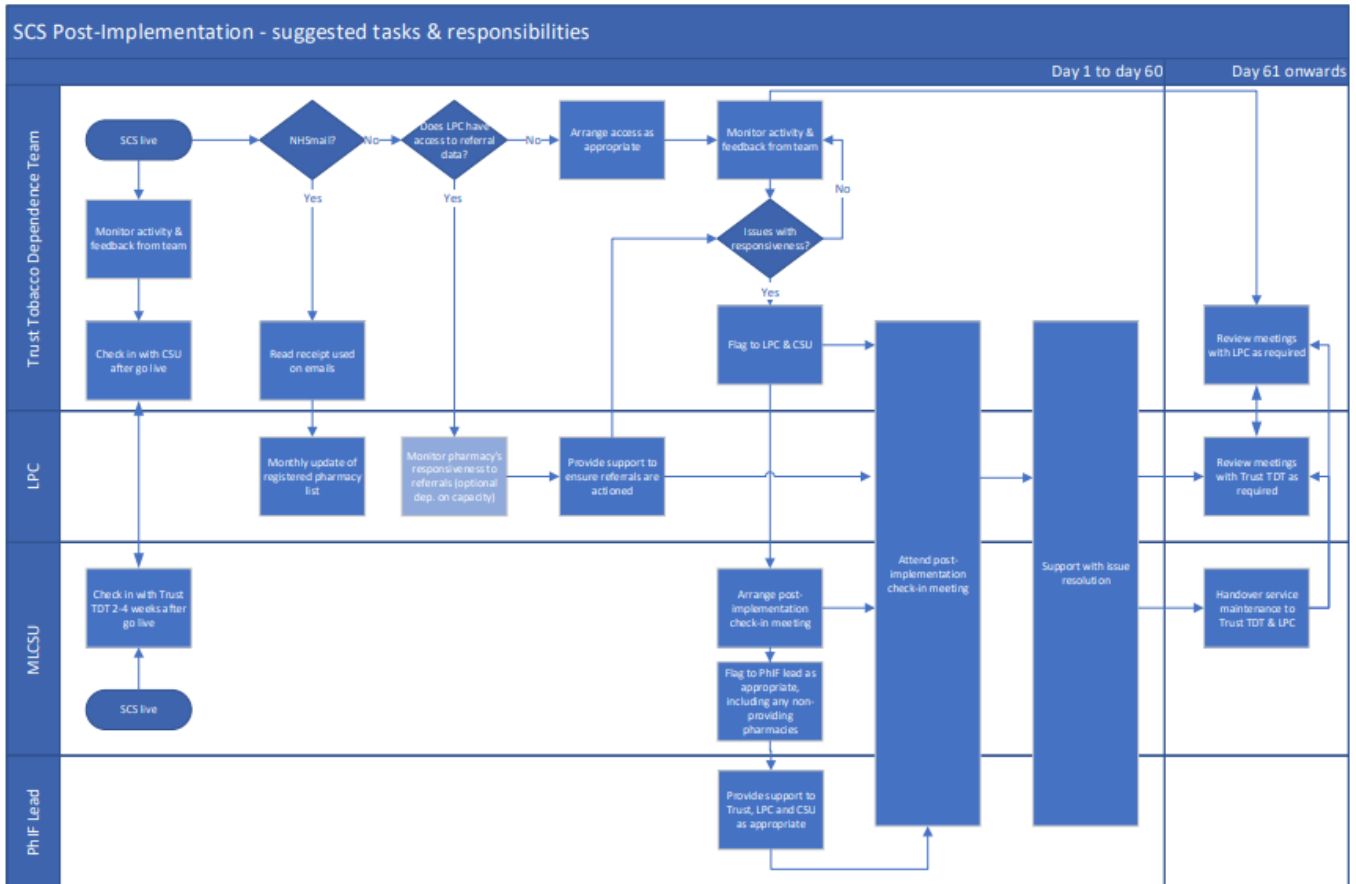 SCS Post-Implementation - suggested tasks & responsibilities
Day 1 to day 60
Day 61 onwards
Trust Tobacco Dependence Team
SCS live
NHSmail?
No
Does LPC have
access to referral
data?
No
Arrange access as
appropriate
Monitor activity &
feedback from team
Yes
Yes
No
Monitor activity &
feedback from team
Issues with
responsiveness?
Yes
Check in with CSU
after go live
Read receipt used
on emails
Flag to LPC & CSU
Review meetings
with LPC as required
LPC
Monthly update of
registered pharmacy
list
Monitor pharmacy's
responsiveness to
referrals (optional
dep. on capacity)
Provide support to
ensure referrals are
actioned
Review meetings
with Trust TDT as
required
MLCSU
Check in with Trust
TDT 2-4 weeks after
go live
Arrange post-
implementation
check-in meeting
Attend post-
implementation
check-in meeting
Support with issue
resolution
Handover service
maintenance to
Trust TDT & LPC
SCS live
Flag to PhIF lead as
appropriate,
including any non-
providing
pharmacies
PhIF Lead
Provide support to
Trust, LPC and CSU
as appropriate